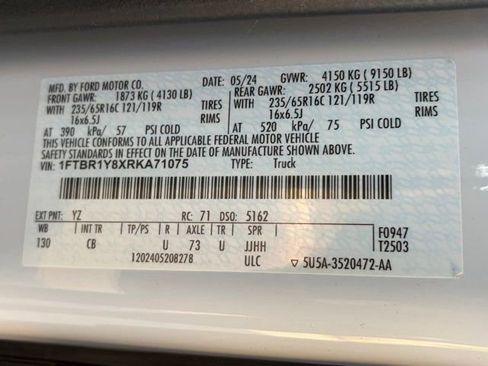 MFD. BY FORD MOTOR CO.
DATE: 05/24 GVWR: 4150 KG ( 9150 LB)
FRONT GAWR: 1873 KG ( 4130 LB) REAR GAWR: 2502 KG ( 5515 LB)
WITH 235/65R16C 121/119R TIRES WITH 235/65R16C 121/119R TIRES
16x6.5J RIMS 16x6.5J RIMS
AT 390 kPa/ 57 PSI COLD AT 520 kPa/ 75 PSI COLD
THIS VEHICLE CONFORMS TO ALL APPLICABLE FEDERAL MOTOR VEHICLE
SAFETY STANDARDS IN EFFECT ON THE DATE OF MANUFACTURE SHOWN ABOVE.
VIN: 1FTBR1Y8XRKA71075 TYPE: Truck
EXT PNT: YZ RC: 71 DSO: 5162
WB INT TR TP/PS R AXLE TR SPR F0947
130 CB U 73 U JJHH T2503
1202405208278 ULC ▽ 5U5A-3520472-AA